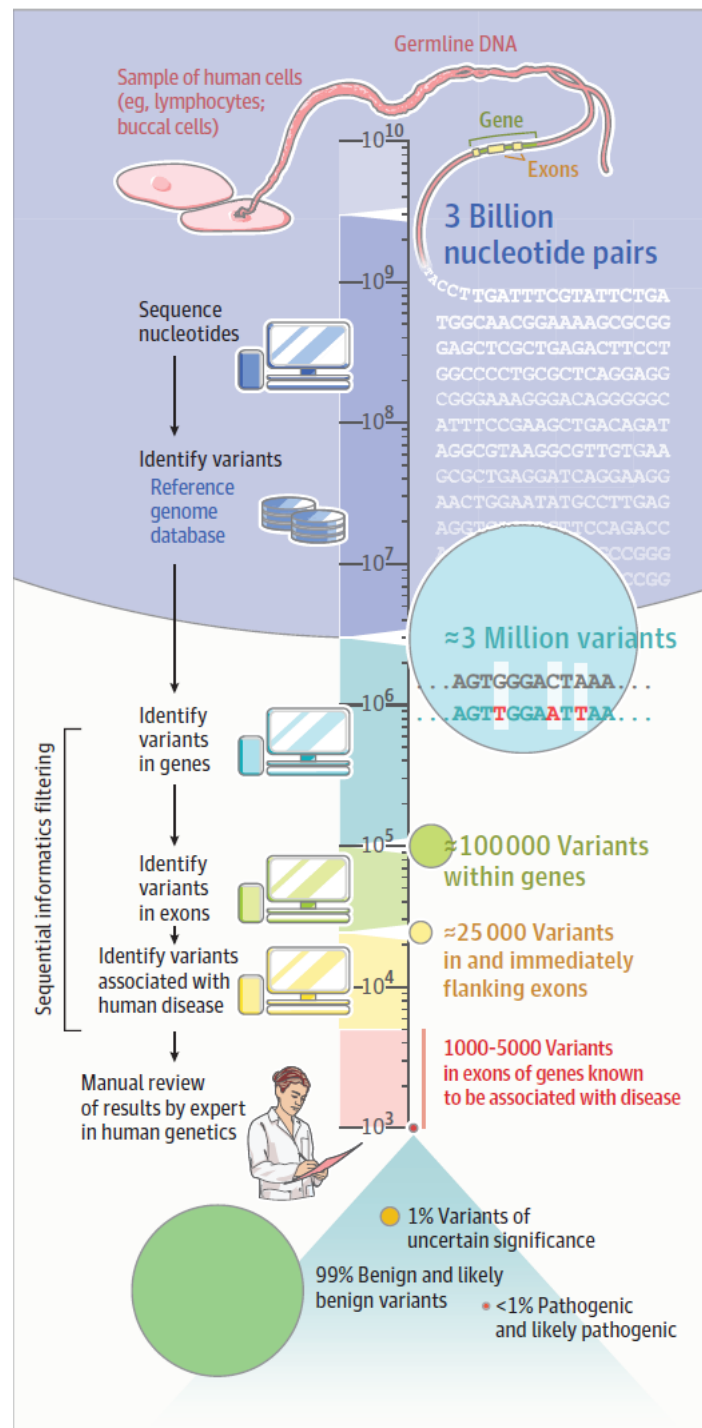 Germline DNA
Sample of human cells
(eg, lymphocytes;
buccal cells)
Gene
Exons
10^10
3 Billion
nucleotide pairs
10^9
TACCTTGATTTCGTATTCTGA
TGGCAACGGAAAAGCGCGG
GAGCTCGCTGAGACTTCCT
GGCCCCTGCGCTCAGGAGG
CGGGAAAGGGACAGGGGGC
ATTTCCGAAGCTGACAGAT
AGGCGTAAGGCGTTGTGAA
GCGCTGAGGATCAGGAAGG
AACTGGAATATGCCTTGAG
Sequence
nucleotides
10^8
Identify variants
Reference
genome
database
10^7
≈3 Million variants
...AGTGGGACTAAA...
...AGTTGGAATTAA...
10^6
Identify
variants
in genes
Sequential informatics filtering
10^5
≈100 000 Variants
within genes
Identify
variants
in exons
≈25 000 Variants
in and immediately
flanking exons
Identify variants
associated with
human disease
10^4
1000-5000 Variants
in exons of genes known
to be associated with disease
Manual review
of results by expert
in human genetics
10^3
1% Variants of
uncertain significance
99% Benign and likely
benign variants
<1% Pathogenic
and likely pathogenic